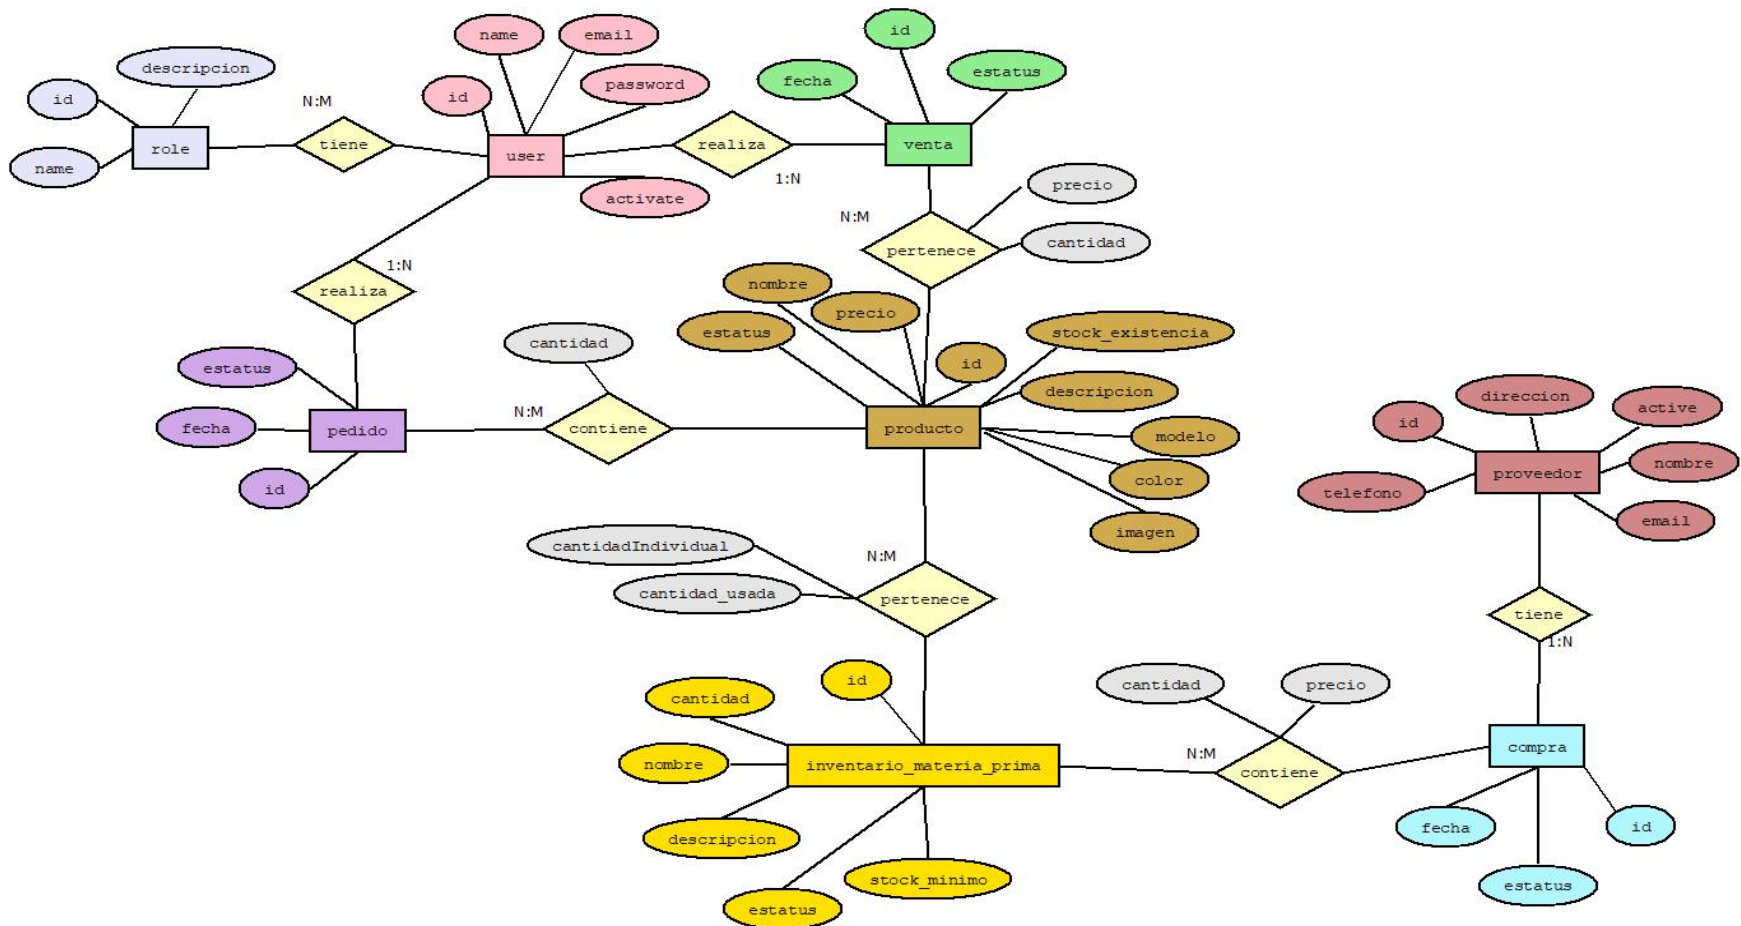 id
name
email
descripcion
fecha
estatus
id
password
N:M
id
role
tiene
user
realiza
venta
name
activate
1:N
precio
N:M
cantidad
pertenece
1:N
realiza
nombre
precio
estatus
stock_existencia
cantidad
id
estatus
descripcion
direccion
active
id
N:M
fecha
pedido
contiene
producto
modelo
nombre
proveedor
color
telefono
id
imagen
email
cantidadIndividual
N:M
cantidad_usada
pertenece
tiene
1:N
id
cantidad
cantidad
precio
compra
N:M
nombre
inventario_materia_prima
contiene
fecha
id
descripcion
stock_minimo
estatus
estatus